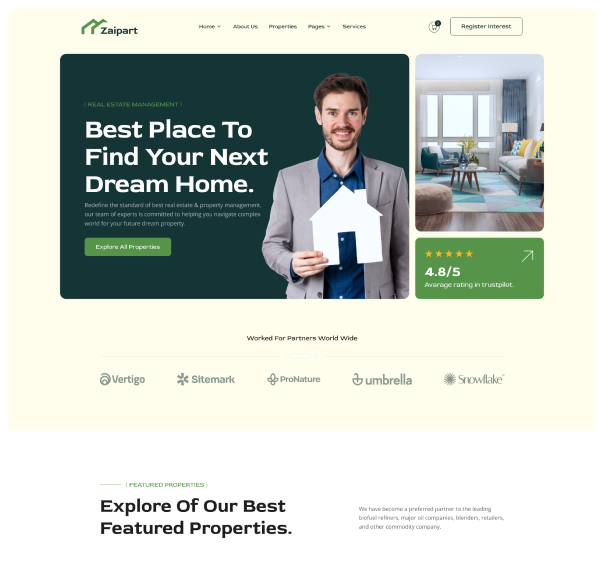 Zaipart
Home
About Us
Properties
Pages
Services
Register Interest
( REAL ESTATE MANAGEMENT )
Best Place To
Find Your Next
Dream Home.
Redefine the standard of best real estate & property management.
our team of experts is committed to helping you navigate complex
world for your future dream property.
Explore All Properties
4.8/5
Avarage rating in trustpilot.
Worked For Partners World Wide
Vertigo
Sitemark
ProNature
umbrella
Snowflake
( FEATURED PROPERTIES )
Explore Of Our Best
Featured Properties.
We have become a preferred partner to the leading
biofuel refiners, major oil companies, blenders, retailers,
and other commodity company.